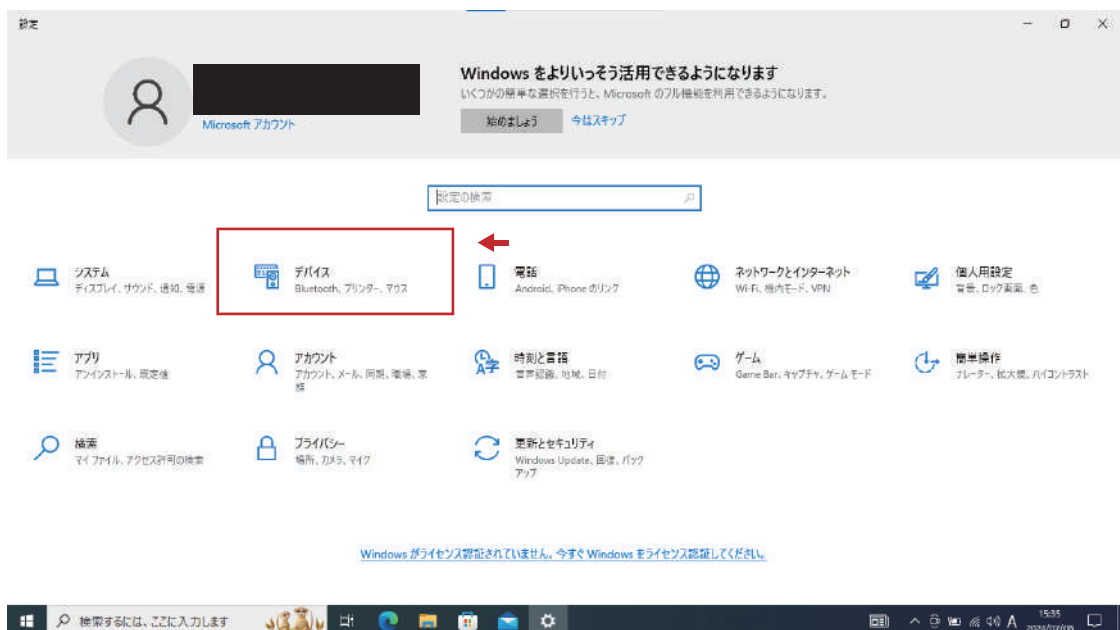 設定
Windows をよりいっそう活用できるようになります
いくつかの簡単な選択を行うと、Microsoft のフル機能を利用できるようになります。
Microsoft アカウント
始めましょう
今はスキップ
設定の検索
システム
ディスプレイ、サウンド、通知、電源
デバイス
Bluetooth、プリンター、マウス
電話
Android、iPhone のリンク
ネットワークとインターネット
Wi-Fi、機内モード、VPN
個人用設定
背景、ロック画面、色
アプリ
アンインストール、既定値
アカウント
アカウント、メール、同期、職場、家
族
時刻と言語
音声認識、地域、日付
ゲーム
Game Bar、キャプチャ、ゲーム モード
簡単操作
ナレーター、拡大鏡、ハイコントラスト
検索
マイ ファイル、アクセス許可の検索
プライバシー
場所、カメラ、マイク
更新とセキュリティ
Windows Update、回復、バック
アップ
Windows がライセンス認証されていません。今すぐ Windows をライセンス認証してください。
検索するには、ここに入力します
A
15:35